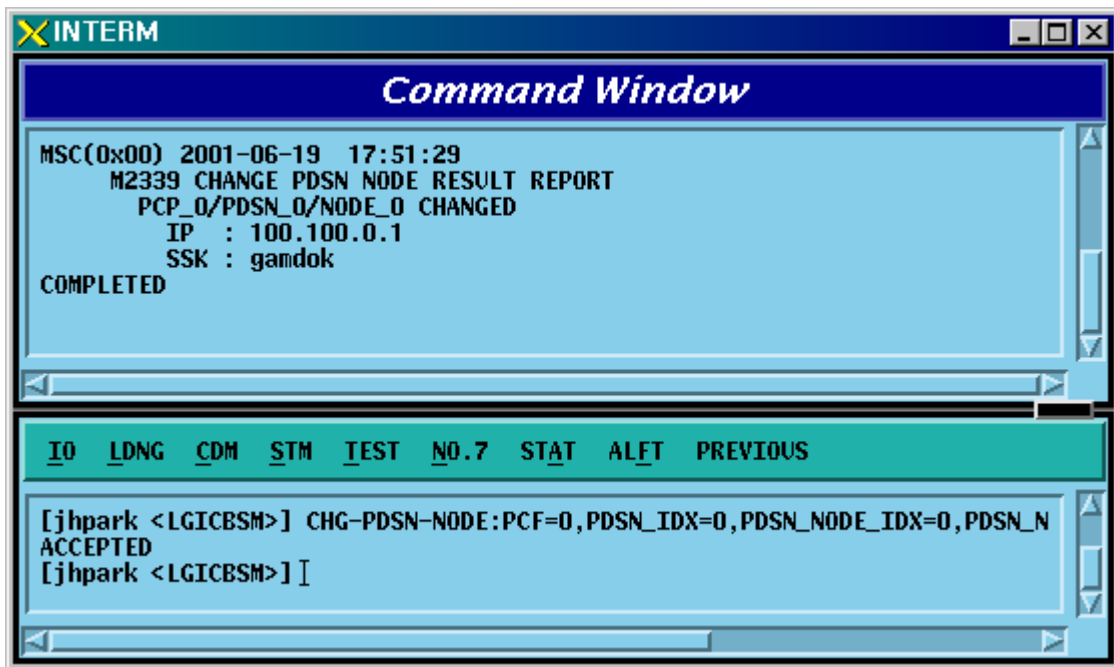 INTERM
Command Window
MSC(0x00) 2001-06-19 17:51:29
M2339 CHANGE PDSN NODE RESULT REPORT
PCP_0/PDSN_0/NODE_0 CHANGED
IP : 100.100.0.1
SSK : gamdok
COMPLETED
IO LDNG CDM STM TEST NO.7 STAT ALFT PREVIOUS
[jhpark <LGICBSM>] CHG-PDSN-NODE:PCF=0,PDSN_IDX=0,PDSN_NODE_IDX=0,PDSN_N
ACCEPTED
[jhpark <LGICBSM>]